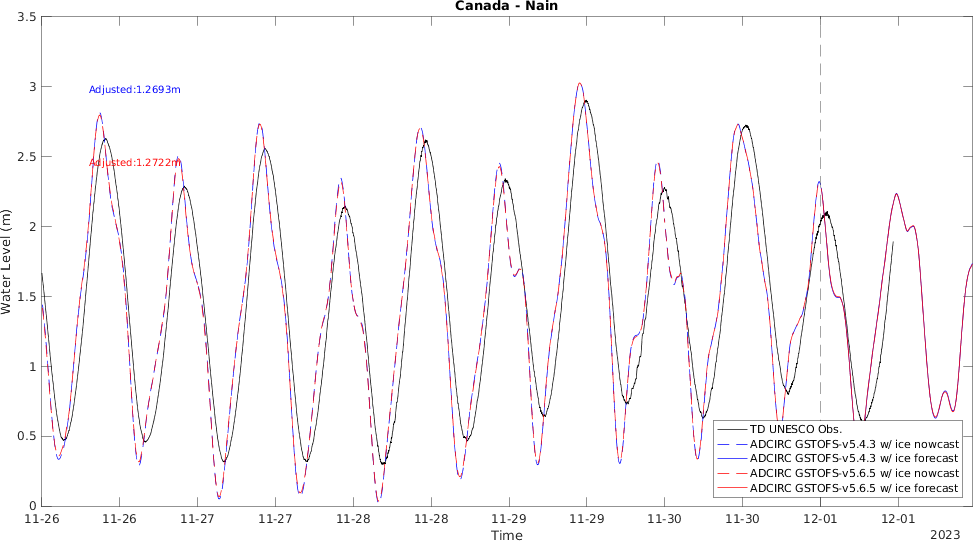 Canada - Nain
3.5
3
2.5
2
1.5
1
0.5
0
Water Level (m)
Adjusted:1.2693m
Adjusted:1.2722m
TD UNESCO Obs.
ADCIRC GSTOFS-v5.4.3 w/ ice nowcast
ADCIRC GSTOFS-v5.4.3 w/ ice forecast
ADCIRC GSTOFS-v5.6.5 w/ ice nowcast
ADCIRC GSTOFS-v5.6.5 w/ ice forecast
11-26 11-26 11-27 11-27 11-28 11-28 11-29 11-29 11-30 11-30 12-01 12-01
Time
2023